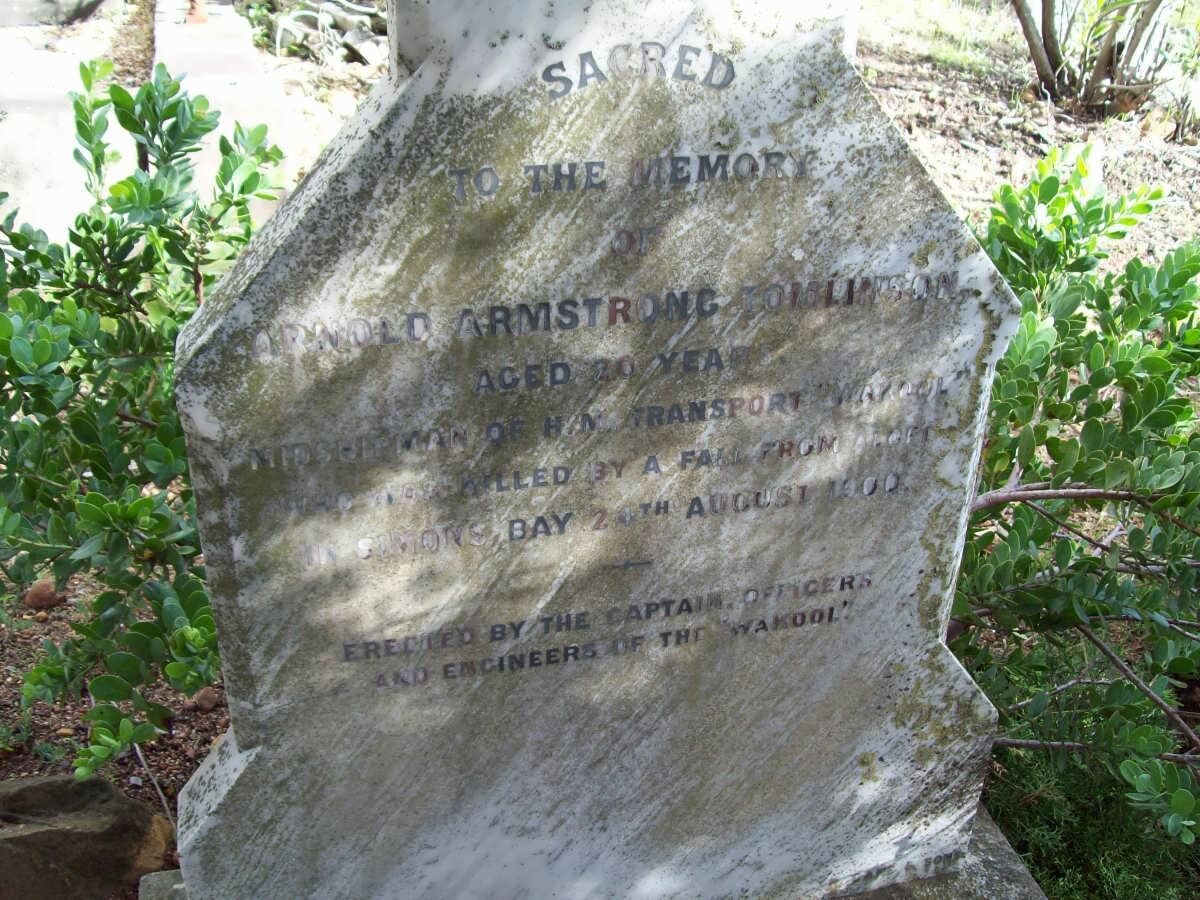 SACRED
TO THE MEMORY
OF
ARNOLD ARMSTRONG TOMLINSON,
AGED 20 YEARS
MIDSHIPMAN OF H.M. TRANSPORT "WAKOOL"
WHO WAS KILLED BY A FALL FROM ALOFT
IN SIMONS BAY 24TH AUGUST 1900.
ERECTED BY THE CAPTAIN, OFFICERS
AND ENGINEERS OF THE "WAKOOL".